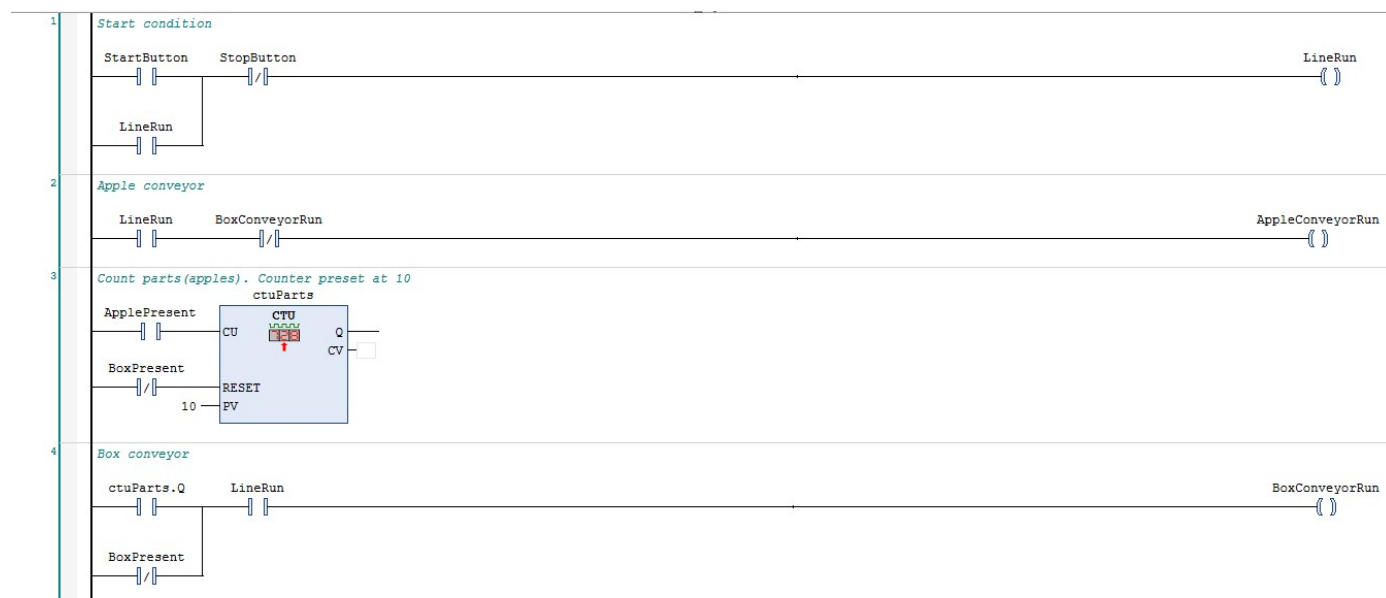 1
Start condition
StartButton StopButton LineRun
LineRun
2
Apple conveyor
LineRun BoxConveyorRun AppleConveyorRun
3
Count parts(apples). Counter preset at 10
ctuParts
ApplePresent CTU
CU Q
CV
BoxPresent
RESET
10 PV
4
Box conveyor
ctuParts.Q LineRun BoxConveyorRun
BoxPresent